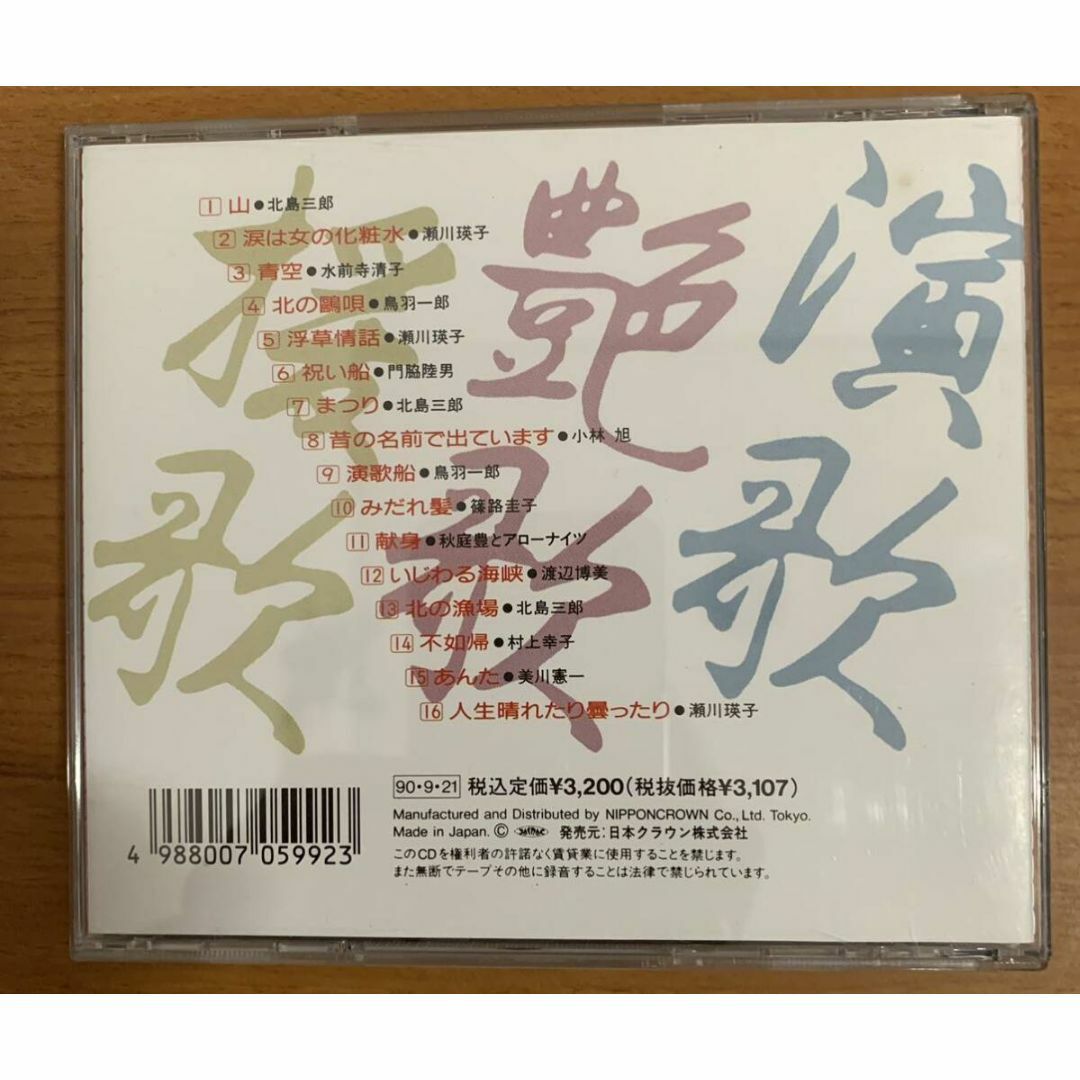 演歌
艶歌
援歌
1 山●北島三郎
2 涙は女の化粧水●瀬川瑛子
3 青空●水前寺清子
4 北の鷗唄●鳥羽一郎
5 浮草情話●瀬川瑛子
6 祝い船●門脇陸男
7 まつり●北島三郎
8 昔の名前で出ています●小林 旭
9 演歌船●鳥羽一郎
10 みだれ髪●篠路圭子
11 献身●秋庭豊とアローナイツ
12 いじわる海峡●渡辺博美
13 北の漁場●北島三郎
14 不如帰●村上幸子
15 あんた●美川憲一
16 人生晴れたり曇ったり●瀬川瑛子
90・9・21 税込定価¥3,200(税抜価格¥3,107)
Manufactured and Distributed by NIPPONCROWN Co., Ltd. Tokyo.
Made in Japan. Ⓒ 発売元:日本クラウン株式会社
このCDを権利者の許諾なく賃貸業に使用することを禁じます。
また無断でテープその他に録音することは法律で禁じられています。
4 988007 059923